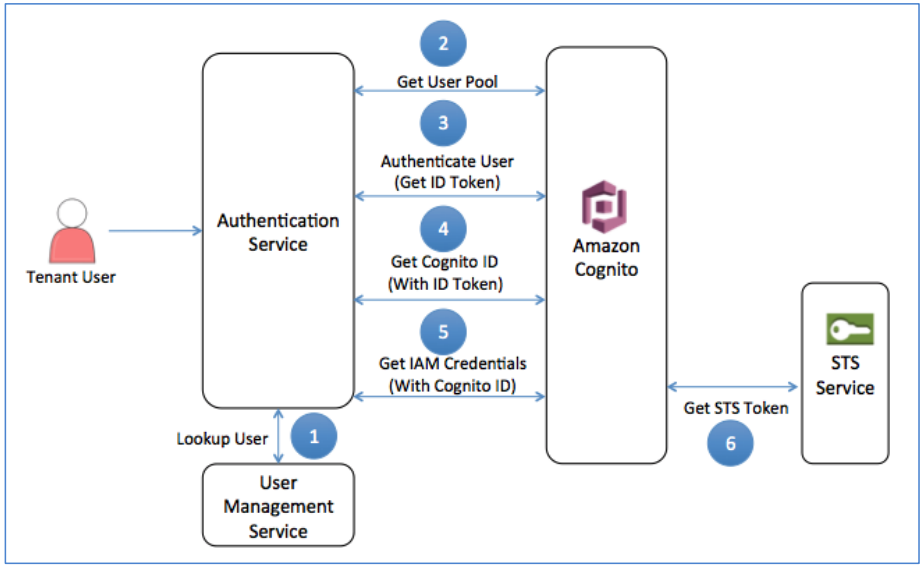 2
Get User Pool
3
Authenticate User
(Get ID Token)
Authentication
Service
4
Get Cognito ID
(With ID Token)
Amazon
Cognito
Tenant User
5
Get IAM Credentials
(With Cognito ID)
STS
Service
Get STS Token
6
Lookup User
1
User
Management
Service